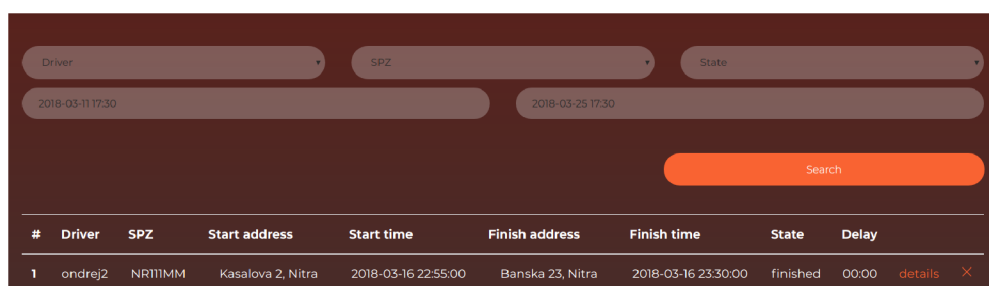 Driver SPZ State
2018-03-11 17:30 2018-03-25 17:30
Search
# Driver SPZ Start address Start time Finish address Finish time State Delay
1 ondrej2 NR111MM Kasalova 2, Nitra 2018-03-16 22:55:00 Banska 23, Nitra 2018-03-16 23:30:00 finished 00:00 details ×